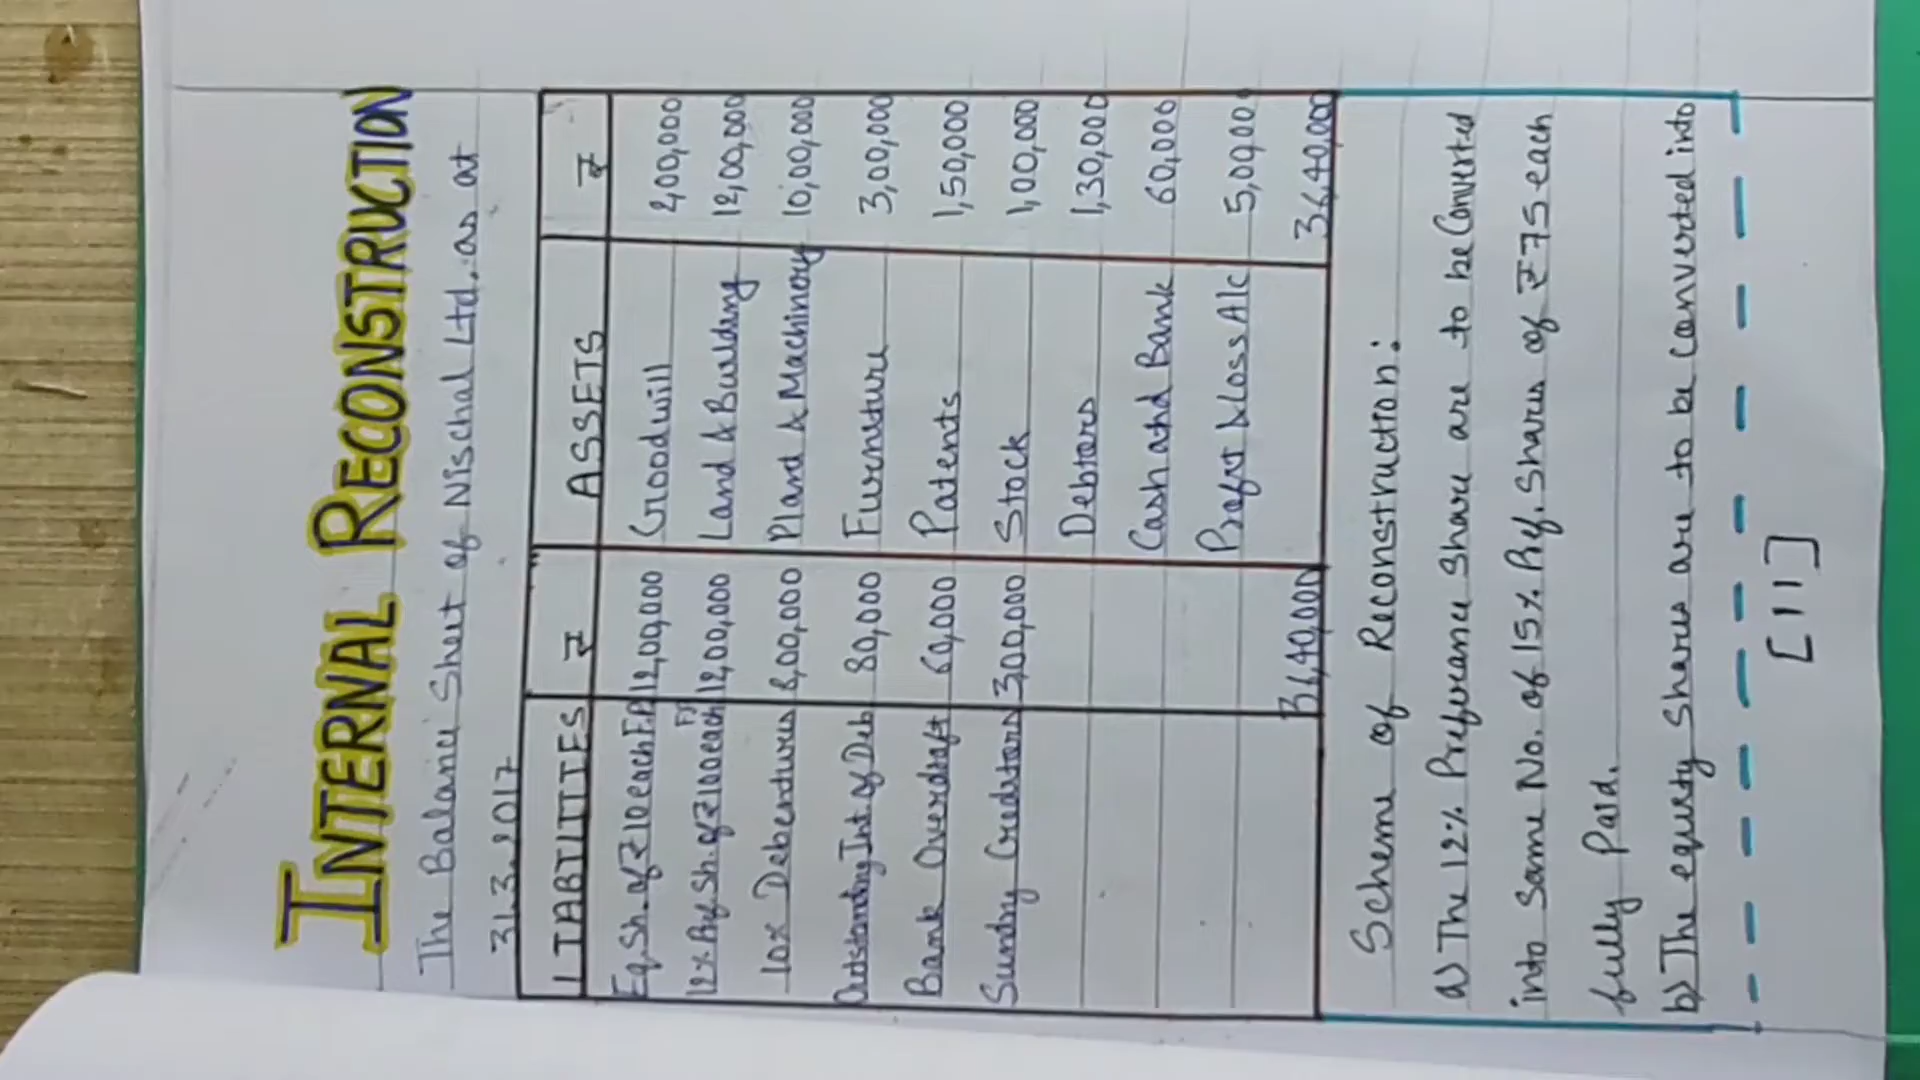 INTERNAL RECONSTRUCTION
The Balance Sheet of Nischal Ltd. as at
31.3.2017
LIABILITIES ₹ ASSETS ₹
Eq. Sh. of ₹10 each F.P 12,00,000 Goodwill 2,00,000
12% Pref. Sh. of ₹100 each FP 12,00,000 Land & Building 12,00,000
10% Debentures 8,00,000 Plant & Machinery 10,00,000
Outstanding Int of Deb 80,000 Furniture 3,00,000
Bank Overdraft 60,000 Patents 1,50,000
Sundry Creditors 3,00,000 Stock 1,00,000
Debtors 1,30,000
Cash and Bank 60,000
Profit & Loss A/c 5,00,000
36,40,000 36,40,000
Scheme of Reconstruction:
a) The 12% Preference Share are to be Converted
into Same No. of 15% Pref. Shares of ₹75 each
fully Paid.
b) The equity Shares are to be Converted into
[11]